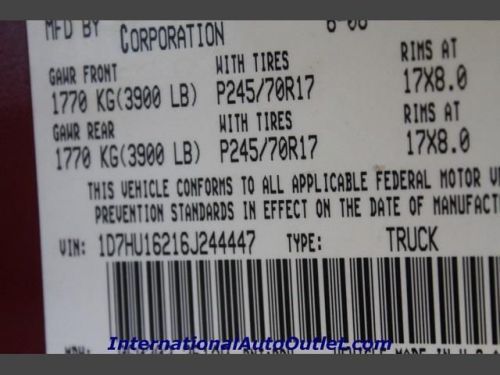 MFD BY CORPORATION 6-06
GAWR FRONT WITH TIRES RIMS AT
1770 KG(3900 LB) P245/70R17 17X8.0
GAWR REAR WITH TIRES RIMS AT
1770 KG(3900 LB) P245/70R17 17X8.0
THIS VEHICLE CONFORMS TO ALL APPLICABLE FEDERAL MOTOR
PREVENTION STANDARDS IN EFFECT ON THE DATE OF MANUFACT
VIN: 1D7HU16216J244447 TYPE: TRUCK
InternationalAutoOutlet.com